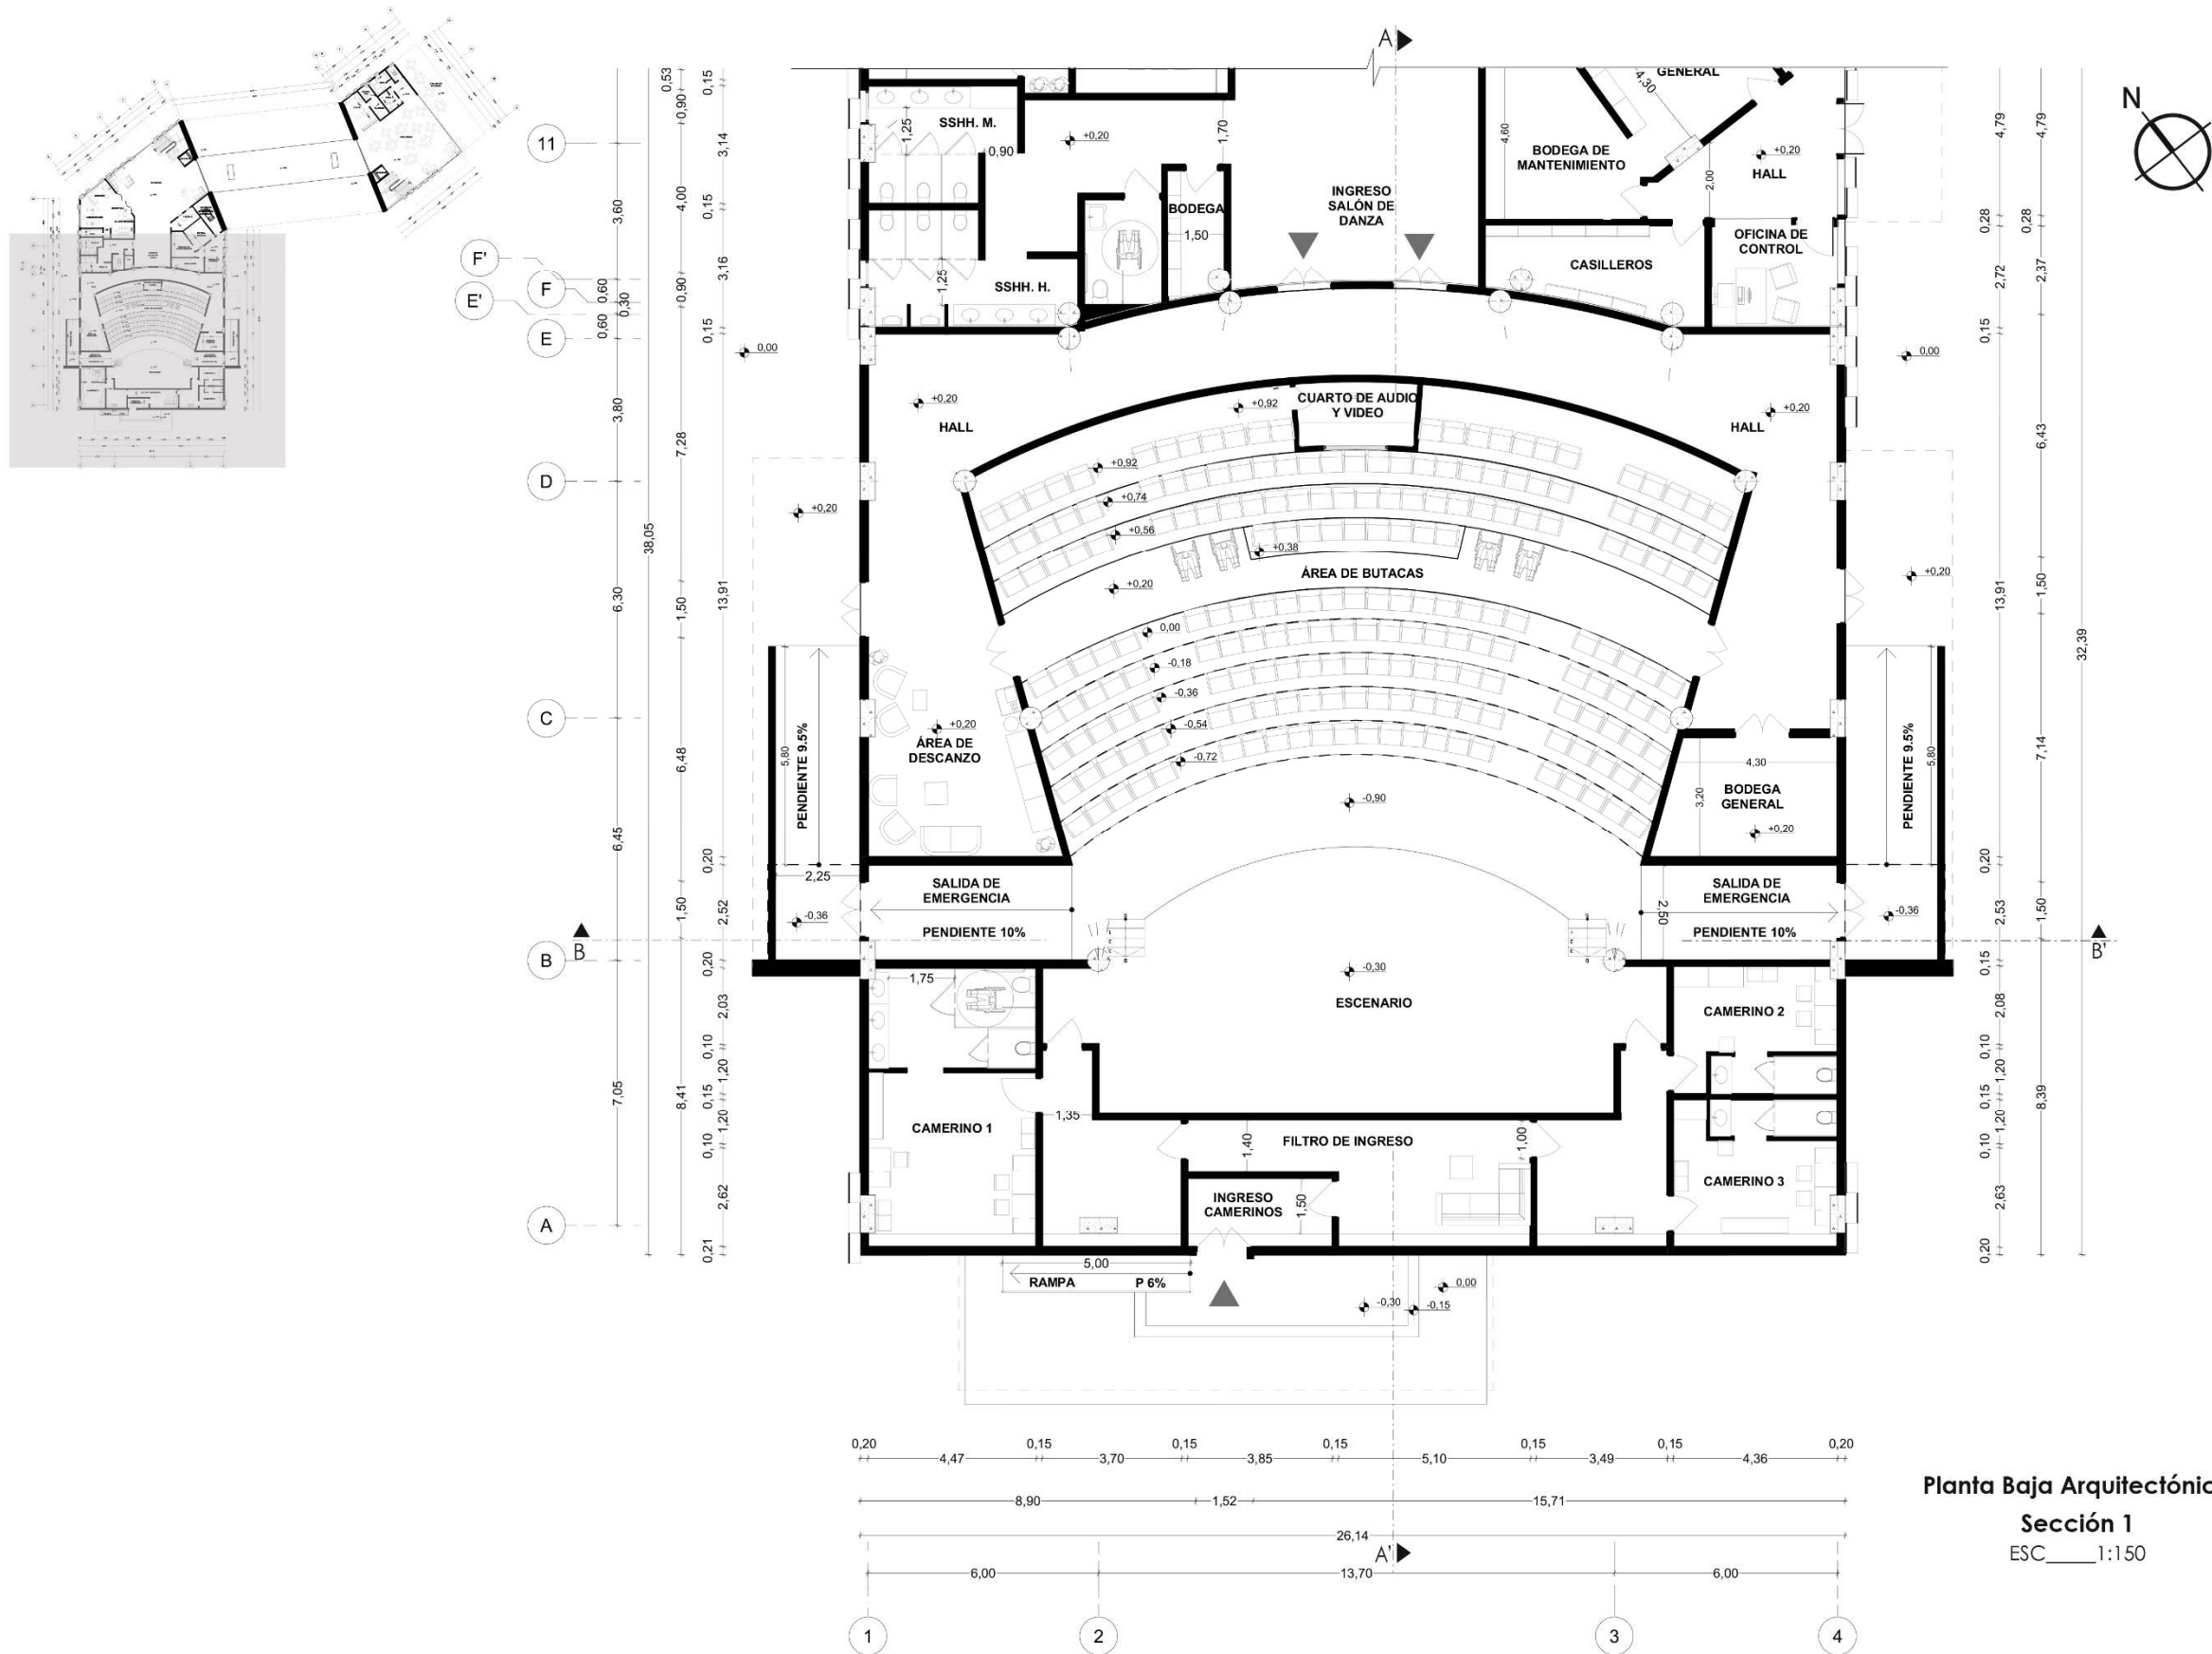 A
N
0,53
0,15
0,90
3,14
4,00
0,15
3,16
0,90
0,15
11
3,60
F'
F
0,60
E'
0,30
0,60
E
3,80
7,28
D
38,05
6,30
1,50
13,91
C
6,48
6,45
0,20
1,50
2,52
B
B
0,20
2,03
0,10
1,20
0,15
1,20
0,10
7,05
8,41
2,62
A
0,21
SSHH. M.
1,25
0,90
+0,20
1,70
BODEGA
1,50
INGRESO
SALÓN DE
DANZA
4,60
BODEGA DE
MANTENIMIENTO
4,30
GENERAL
+0,20
HALL
2,00
OFICINA DE
CONTROL
CASILLEROS
1,25
SSHH. H.
0,00
0,00
+0,20
HALL
+0,92
CUARTO DE AUDIO
Y VIDEO
+0,20
HALL
+0,92
+0,74
+0,56
+0,38
+0,20
+0,20
ÁREA DE BUTACAS
+0,20
0,00
-0,18
-0,36
-0,54
-0,72
-0,90
+0,20
ÁREA DE
DESCANZO
5,80
PENDIENTE 9.5%
2,25
4,30
3,20
BODEGA
GENERAL
+0,20
PENDIENTE 9.5%
5,80
SALIDA DE
EMERGENCIA
PENDIENTE 10%
-0,36
SALIDA DE
EMERGENCIA
2,50
PENDIENTE 10%
-0,36
-0,30
ESCENARIO
1,75
CAMERINO 2
CAMERINO 1
1,35
1,40
FILTRO DE INGRESO
1,00
CAMERINO 3
INGRESO
CAMERINOS
1,50
5,00
RAMPA
P 6%
0,00
-0,30
-0,15
4,79
4,79
0,28
0,28
2,72
2,37
0,15
6,43
13,91
1,50
32,39
7,14
0,20
2,53
1,50
B'
0,15
2,08
0,10
1,20
0,15
1,20
0,10
8,39
2,63
0,20
0,20
0,15
0,15
0,15
0,15
0,15
0,20
4,47
3,70
3,85
5,10
3,49
4,36
8,90
1,52
15,71
26,14
A'
6,00
13,70
6,00
1
2
3
4
Planta Baja Arquitectónic
Sección 1
ESC_____1:150